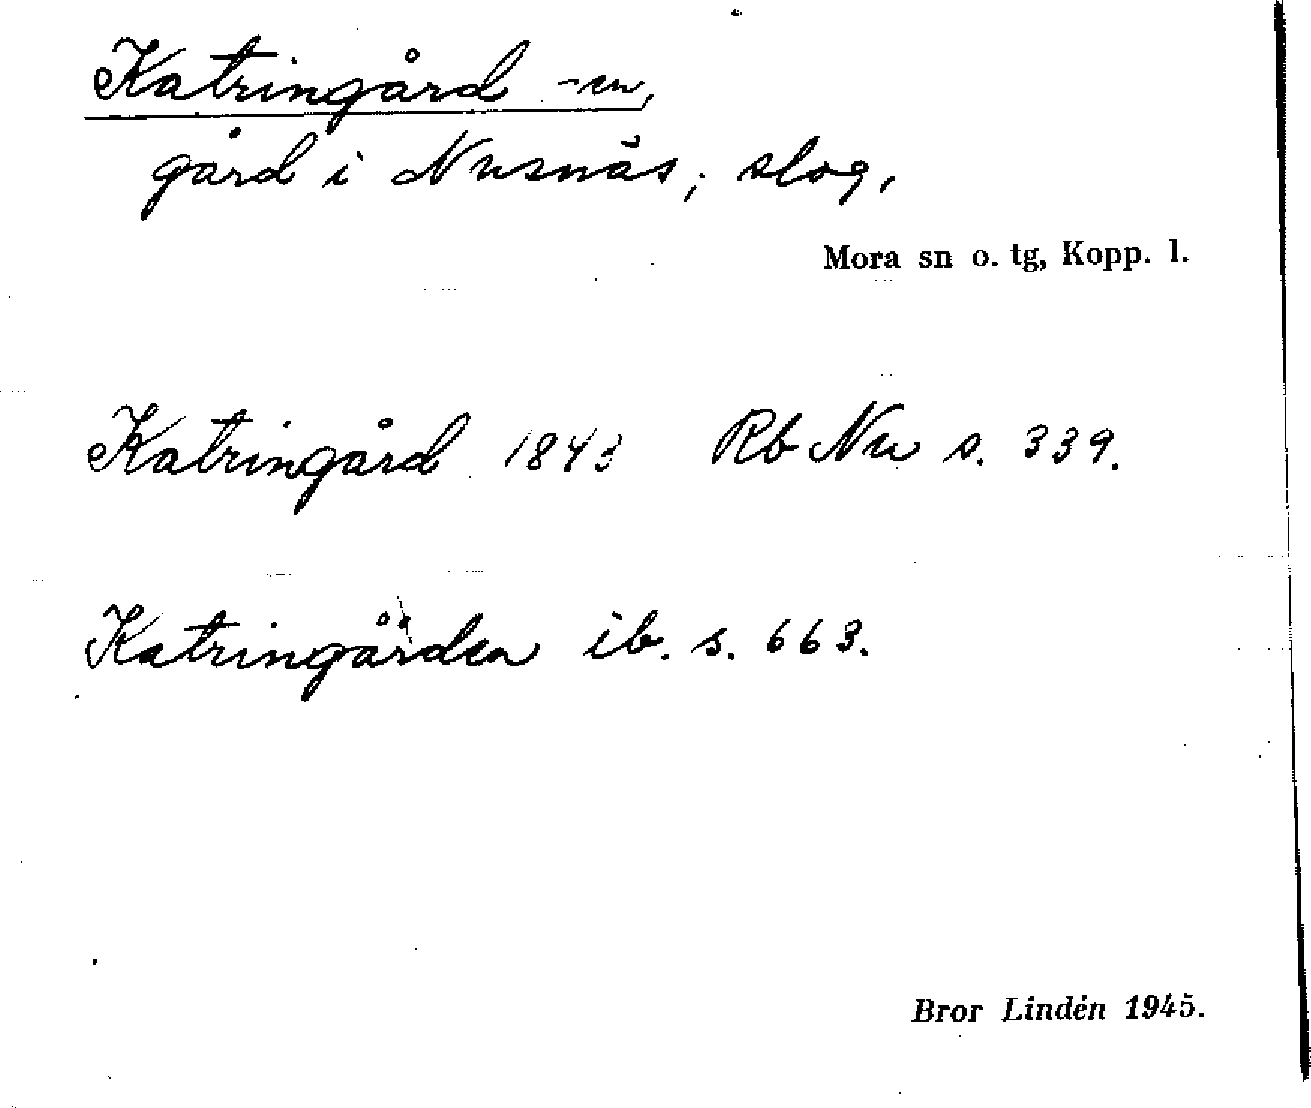 Katringård -en,
gård i Nusnäs; slog,
Mora sn o. tg, Kopp. l.
Katringård 1843 Rb Nu s. 339.
Katringården ib. s. 663.
Bror Lindén 1945.